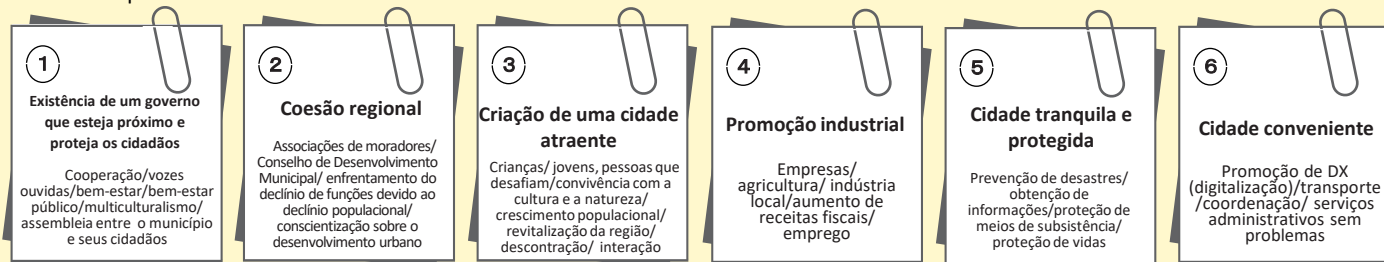 1
Existência de um governo
que esteja próximo e
proteja os cidadãos
Cooperação/vozes
ouvidas/bem-estar/bem-estar
público/multiculturalismo/
assembleia entre o município
e seus cidadãos
2
Coesão regional
Associações de moradores/
Conselho de Desenvolvimento
Municipal/ enfrentamento do
declínio de funções devido ao
declínio populacional/
conscientização sobre o
desenvolvimento urbano
3
Criação de uma cidade
atraente
Crianças/ jovens, pessoas que
desafiam/convivência com a
cultura e a natureza/
crescimento populacional/
revitalização da região/
descontração/ interação
4
Promoção industrial
Empresas/
agricultura/ indústria
local/aumento de
receitas fiscais/
emprego
5
Cidade tranquila e
protegida
Prevenção de desastres/
obtenção de
informações/proteção de
meios de subsistência/
proteção de vidas
6
Cidade conveniente
Promoção de DX
(digitalização)/transporte
/coordenação/ serviços
administrativos sem
problemas